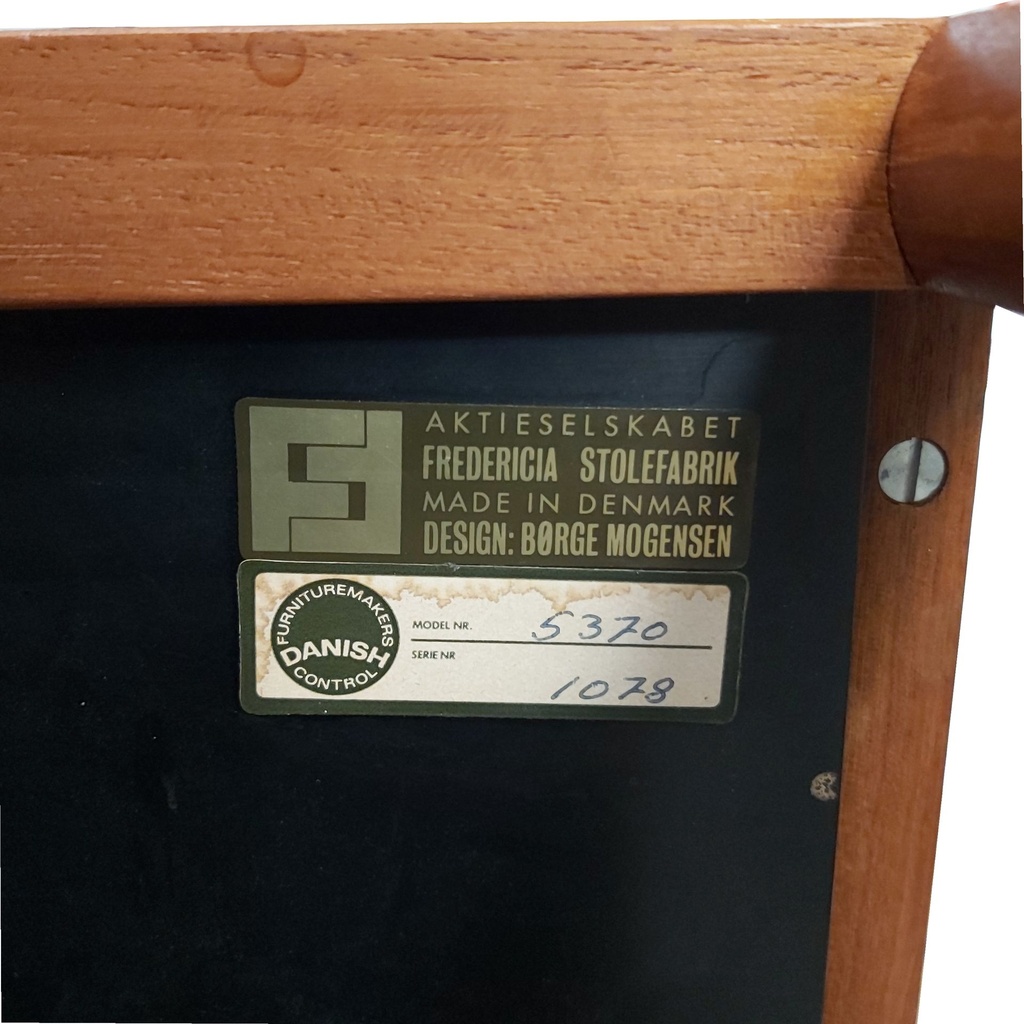 AKTIESELSKABET
FREDERICIA STOLEFABRIK
MADE IN DENMARK
DESIGN: BØRGE MOGENSEN
FURNITUREMAKERS
DANISH
CONTROL
MODEL NR. 5370
SERIE NR
1078